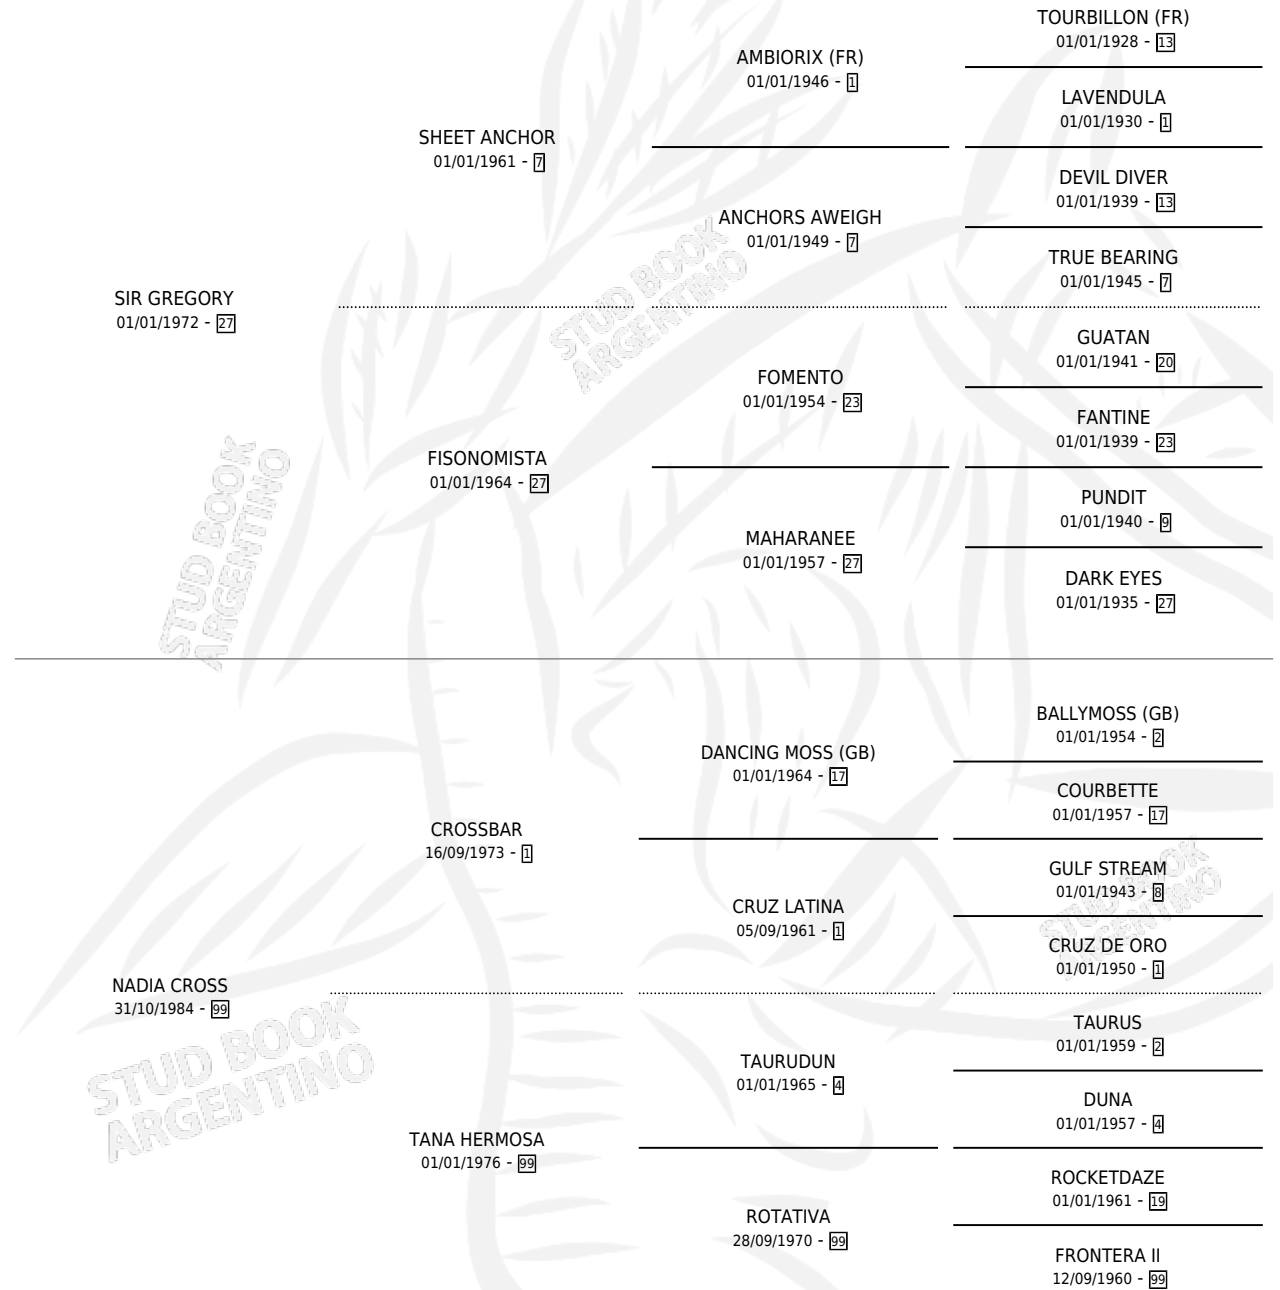 TOURBILLON (FR)
01/01/1928 - 13
AMBIORIX (FR)
01/01/1946 - 1
LAVENDULA
01/01/1930 - 1
SHEET ANCHOR
01/01/1961 - 7
DEVIL DIVER
01/01/1939 - 13
ANCHORS AWEIGH
01/01/1949 - 7
TRUE BEARING
01/01/1945 - 7
SIR GREGORY
01/01/1972 - 27
GUATAN
01/01/1941 - 20
FOMENTO
01/01/1954 - 23
FANTINE
01/01/1939 - 23
FISONOMISTA
01/01/1964 - 27
PUNDIT
01/01/1940 - 9
MAHARANEE
01/01/1957 - 27
DARK EYES
01/01/1935 - 27
STUD BOOK
ARGENTINO
STUD BOOK
ARGENTINO
BALLYMOSS (GB)
01/01/1954 - 2
DANCING MOSS (GB)
01/01/1964 - 17
COURBETTE
01/01/1957 - 17
CROSSBAR
16/09/1973 - 1
GULF STREAM
01/01/1943 - 8
CRUZ LATINA
05/09/1961 - 1
CRUZ DE ORO
01/01/1950 - 1
STUD BOOK
ARGENTINO
NADIA CROSS
31/10/1984 - 99
TAURUS
01/01/1959 - 2
TAURUDUN
01/01/1965 - 4
DUNA
01/01/1957 - 4
STUD BOOK
ARGENTINO
TANA HERMOSA
01/01/1976 - 99
ROCKETDAZE
01/01/1961 - 19
ROTATIVA
28/09/1970 - 99
FRONTERA II
12/09/1960 - 99